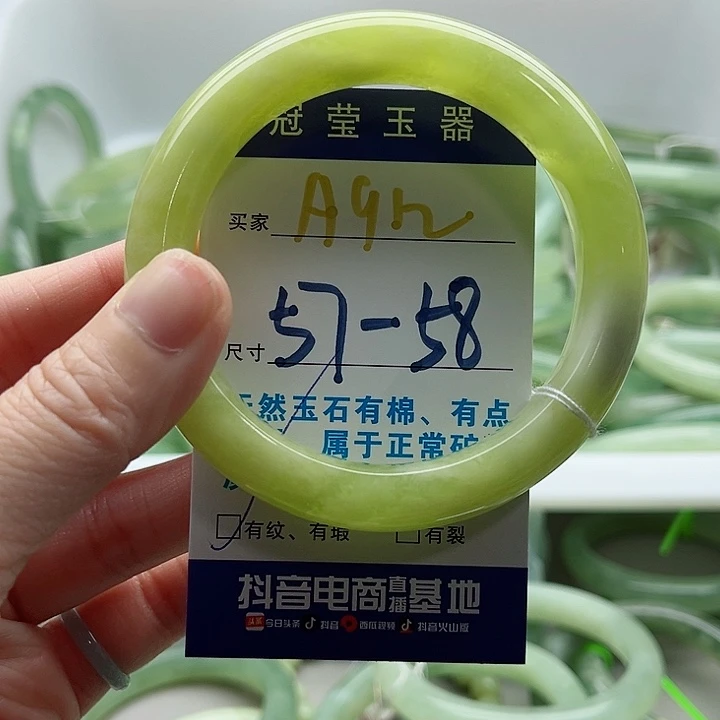 冠莹玉器
买家 A9n
尺寸 57-58
天然玉石有棉、有点
属于正常矿
有纹、有瑕 有裂
抖音电商直播基地
今日头条 抖音 西瓜视频 抖音火山版